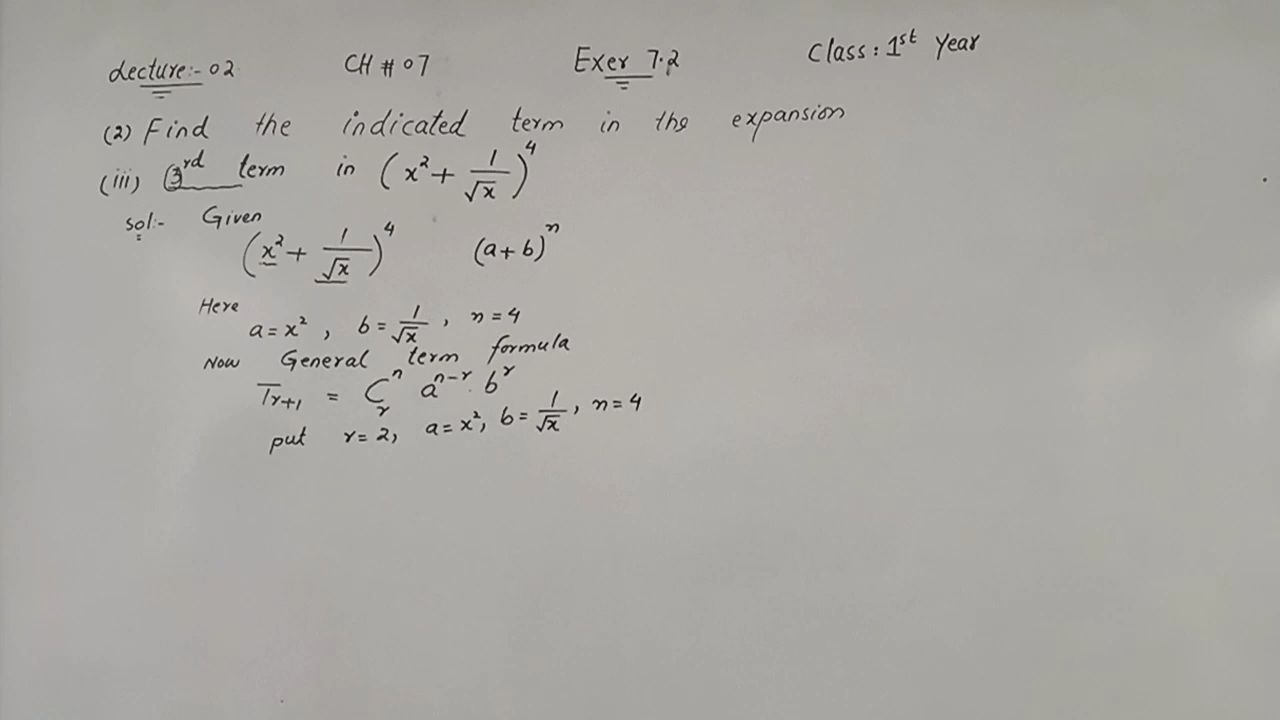 Lecture:- 02 CH # 07 Exer 7.2 Class: 1st Year
(2) Find the indicated term in the expansion
(iii) 3rd term in (x² + 1/√x)⁴
Sol:- Given
(x² + 1/√x)⁴ (a+b)ⁿ
Here
a = x², b = 1/√x, n = 4
Now General term formula
Tr+1 = Cⁿᵣ aⁿ⁻ʳ . bʳ
put r = 2, a = x², b = 1/√x, n = 4